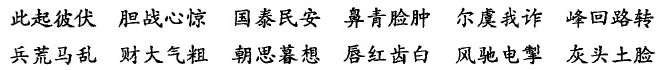 此起彼伏 胆战心惊 国泰民安 鼻青脸肿 尔虞我诈 峰回路转
兵荒马乱 财大气粗 朝思暮想 唇红齿白 风驰电掣 灰头土脸